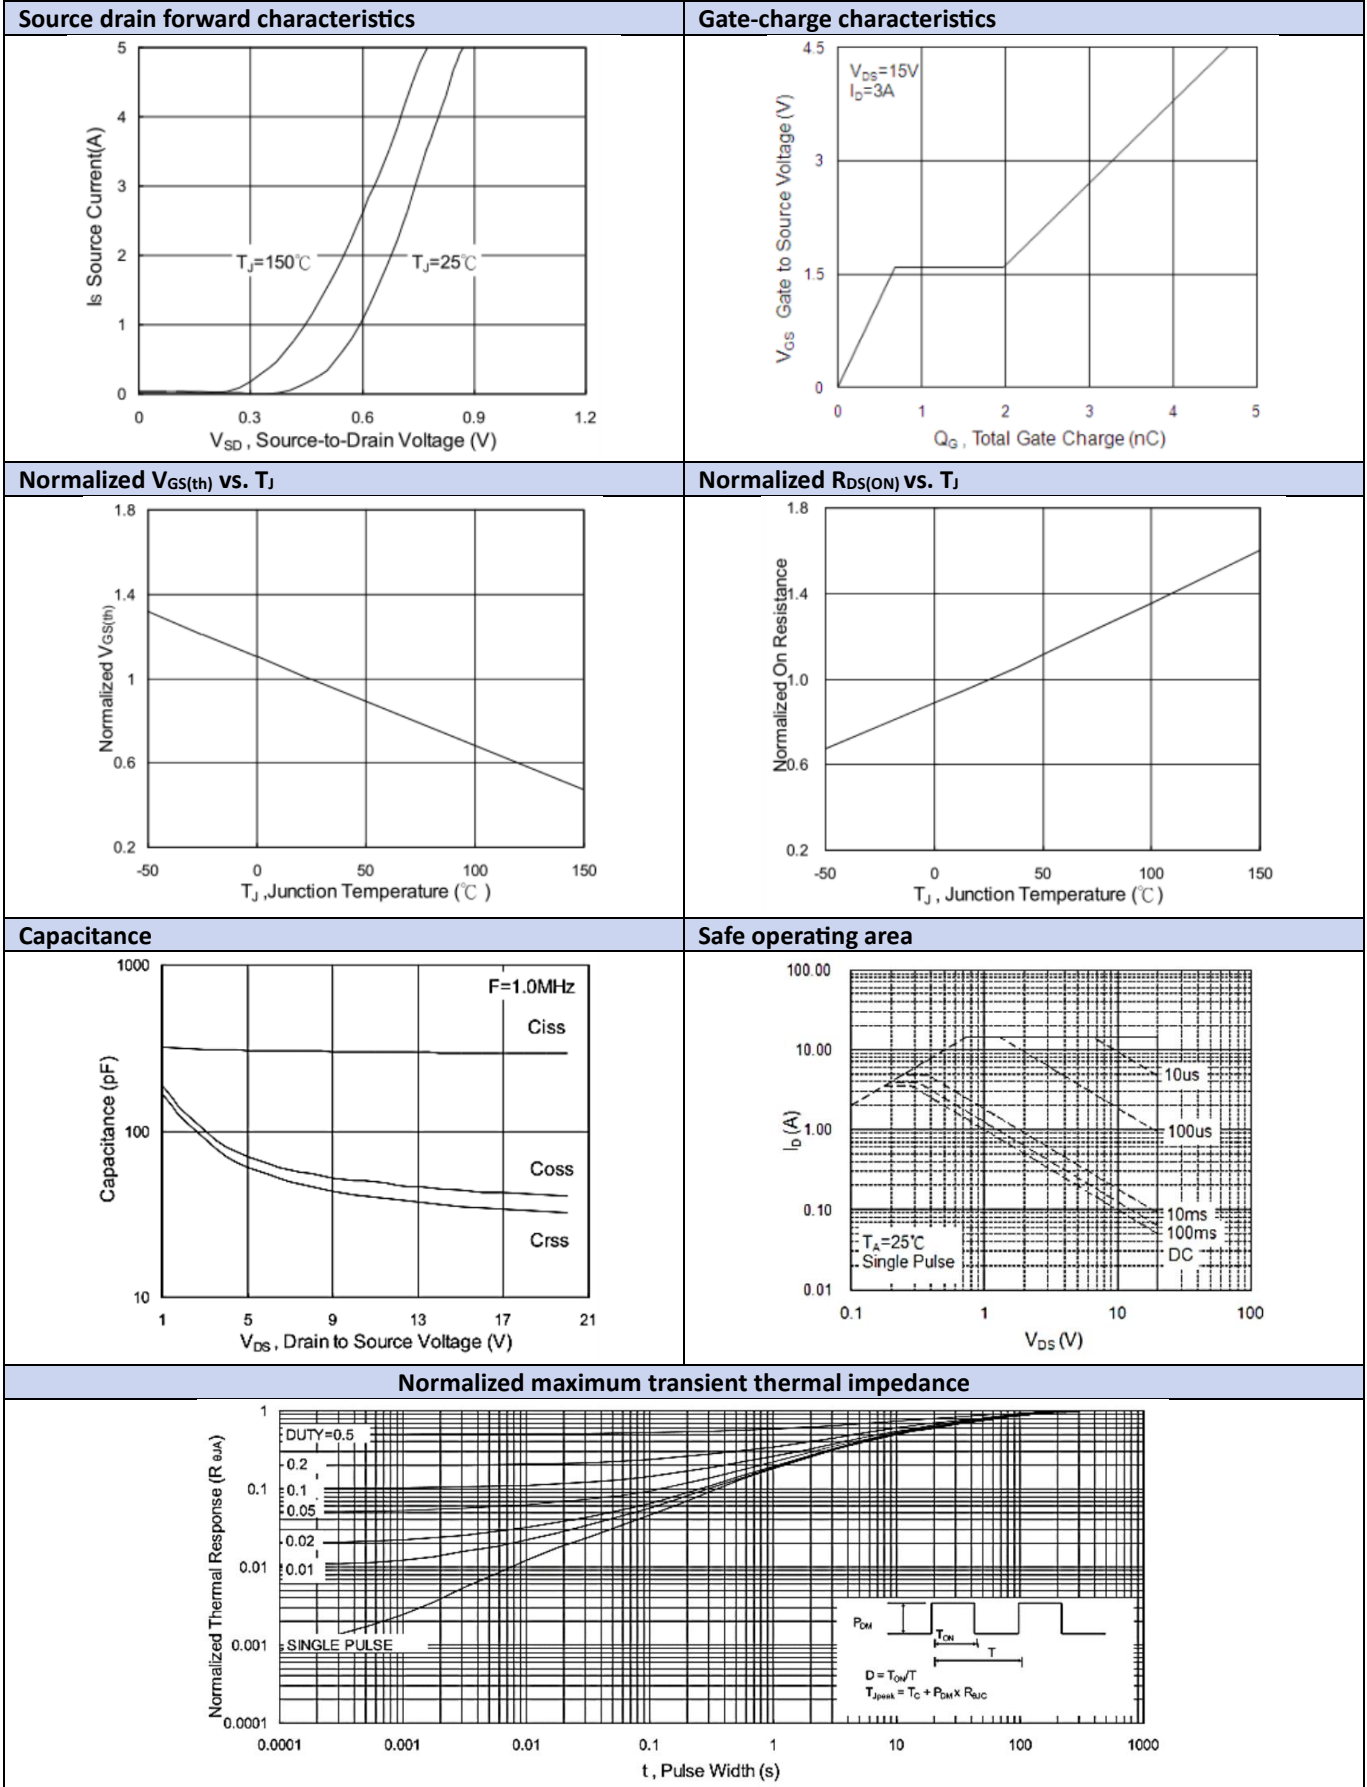 Source drain forward characteristics
Gate-charge characteristics
5
4
3
2
1
0
Is Source Current(A)
TJ=150℃
TJ=25℃
0 0.3 0.6 0.9 1.2
VSD , Source-to-Drain Voltage (V)
4.5
3
1.5
0
VGS Gate to Source Voltage (V)
VDS=15V
ID=3A
0 1 2 3 4 5
QG , Total Gate Charge (nC)
Normalized VGS(th) vs. TJ
Normalized RDS(ON) vs. TJ
1.8
1.4
1
0.6
0.2
Normalized VGS(th)
-50 0 50 100 150
TJ ,Junction Temperature (℃ )
1.8
1.4
1.0
0.6
0.2
Normalized On Resistance
-50 0 50 100 150
TJ , Junction Temperature (℃)
Capacitance
Safe operating area
1000
100
10
Capacitance (pF)
F=1.0MHz
Ciss
Coss
Crss
1 5 9 13 17 21
VDS , Drain to Source Voltage (V)
100.00
10.00
1.00
0.10
0.01
ID (A)
10us
100us
10ms
100ms
DC
TA=25℃
Single Pulse
0.1 1 10 100
VDS (V)
Normalized maximum transient thermal impedance
1
0.1
0.01
0.001
0.0001
Normalized Thermal Response (R θJA)
DUTY=0.5
0.2
0.1
0.05
0.02
0.01
SINGLE PULSE
PDM
TON
T
D = TON/T
TJpeak = TC + PDM x RθJC
0.0001 0.001 0.01 0.1 1 10 100 1000
t , Pulse Width (s)